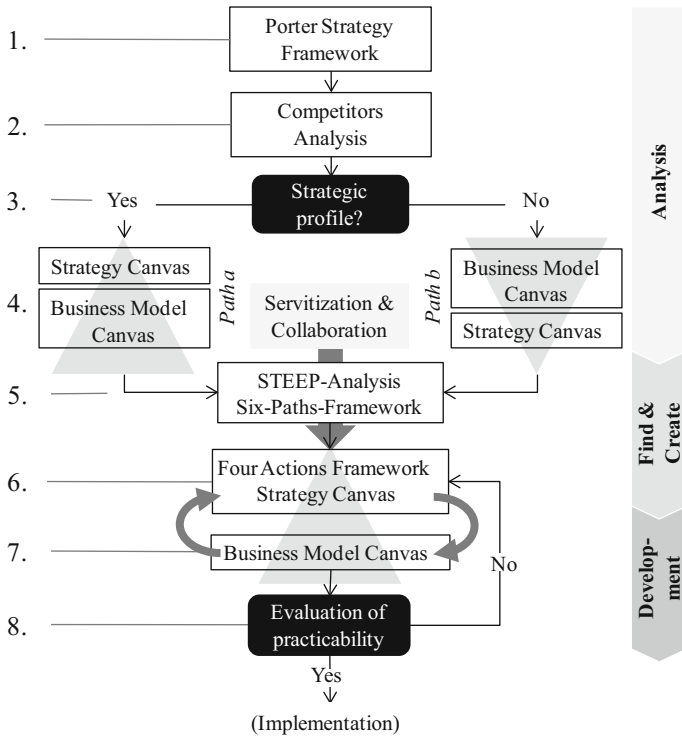 1.
Porter Strategy
Framework
2.
Competitors
Analysis
3.
Yes
Strategic
profile?
No
4.
Strategy Canvas
Business Model
Canvas
Path a
Servitization &
Collaboration
Path b
Business Model
Canvas
Strategy Canvas
5.
STEEP-Analysis
Six-Paths-Framework
6.
Four Actions Framework
Strategy Canvas
7.
Business Model Canvas
No
8.
Evaluation of
practicability
Yes
(Implementation)
Analysis
Find &
Create
Develop-
ment